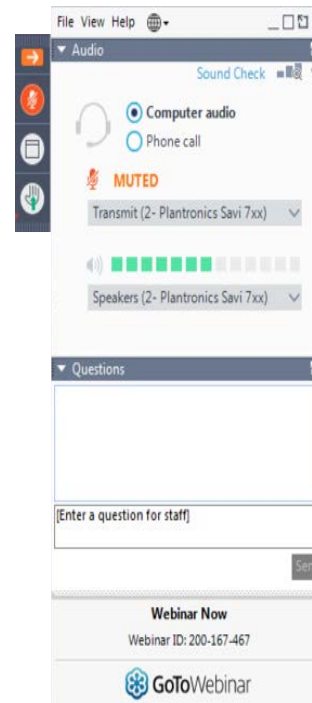 File View Help
Audio
Sound Check
Computer audio
Phone call
MUTED
Transmit (2- Plantronics Savi 7xx)
Speakers (2- Plantronics Savi 7xx)
Questions
[Enter a question for staff]
Webinar Now
Webinar ID: 200-167-467
GoToWebinar